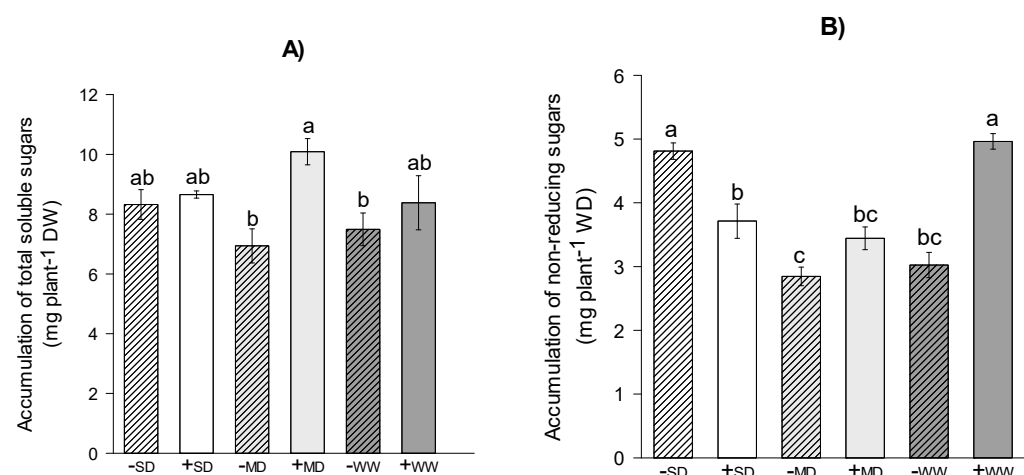 A)
Accumulation of total soluble sugars
(mg plant-1 DW)
12
10
8
6
4
2
0
ab
ab
b
a
b
ab
-SD
+SD
-MD
+MD
-WW
+WW
B)
Accumulation of non-reducing sugars
(mg plant-1 WD)
6
5
4
3
2
1
0
a
b
c
bc
bc
a
-SD
+SD
-MD
+MD
-WW
+WW